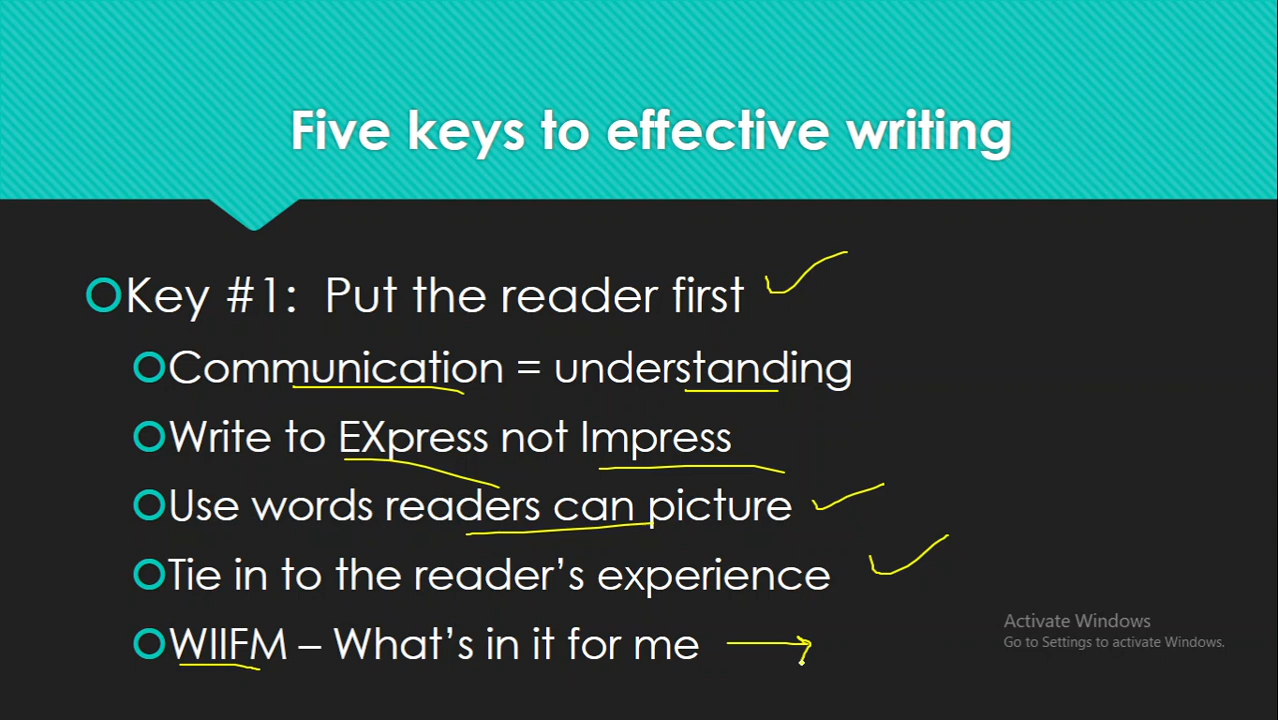 Five keys to effective writing
Key #1: Put the reader first
Communication = understanding
Write to EXpress not Impress
Use words readers can picture
Tie in to the reader's experience
WIIFM – What's in it for me
Activate Windows
Go to Settings to activate Windows.